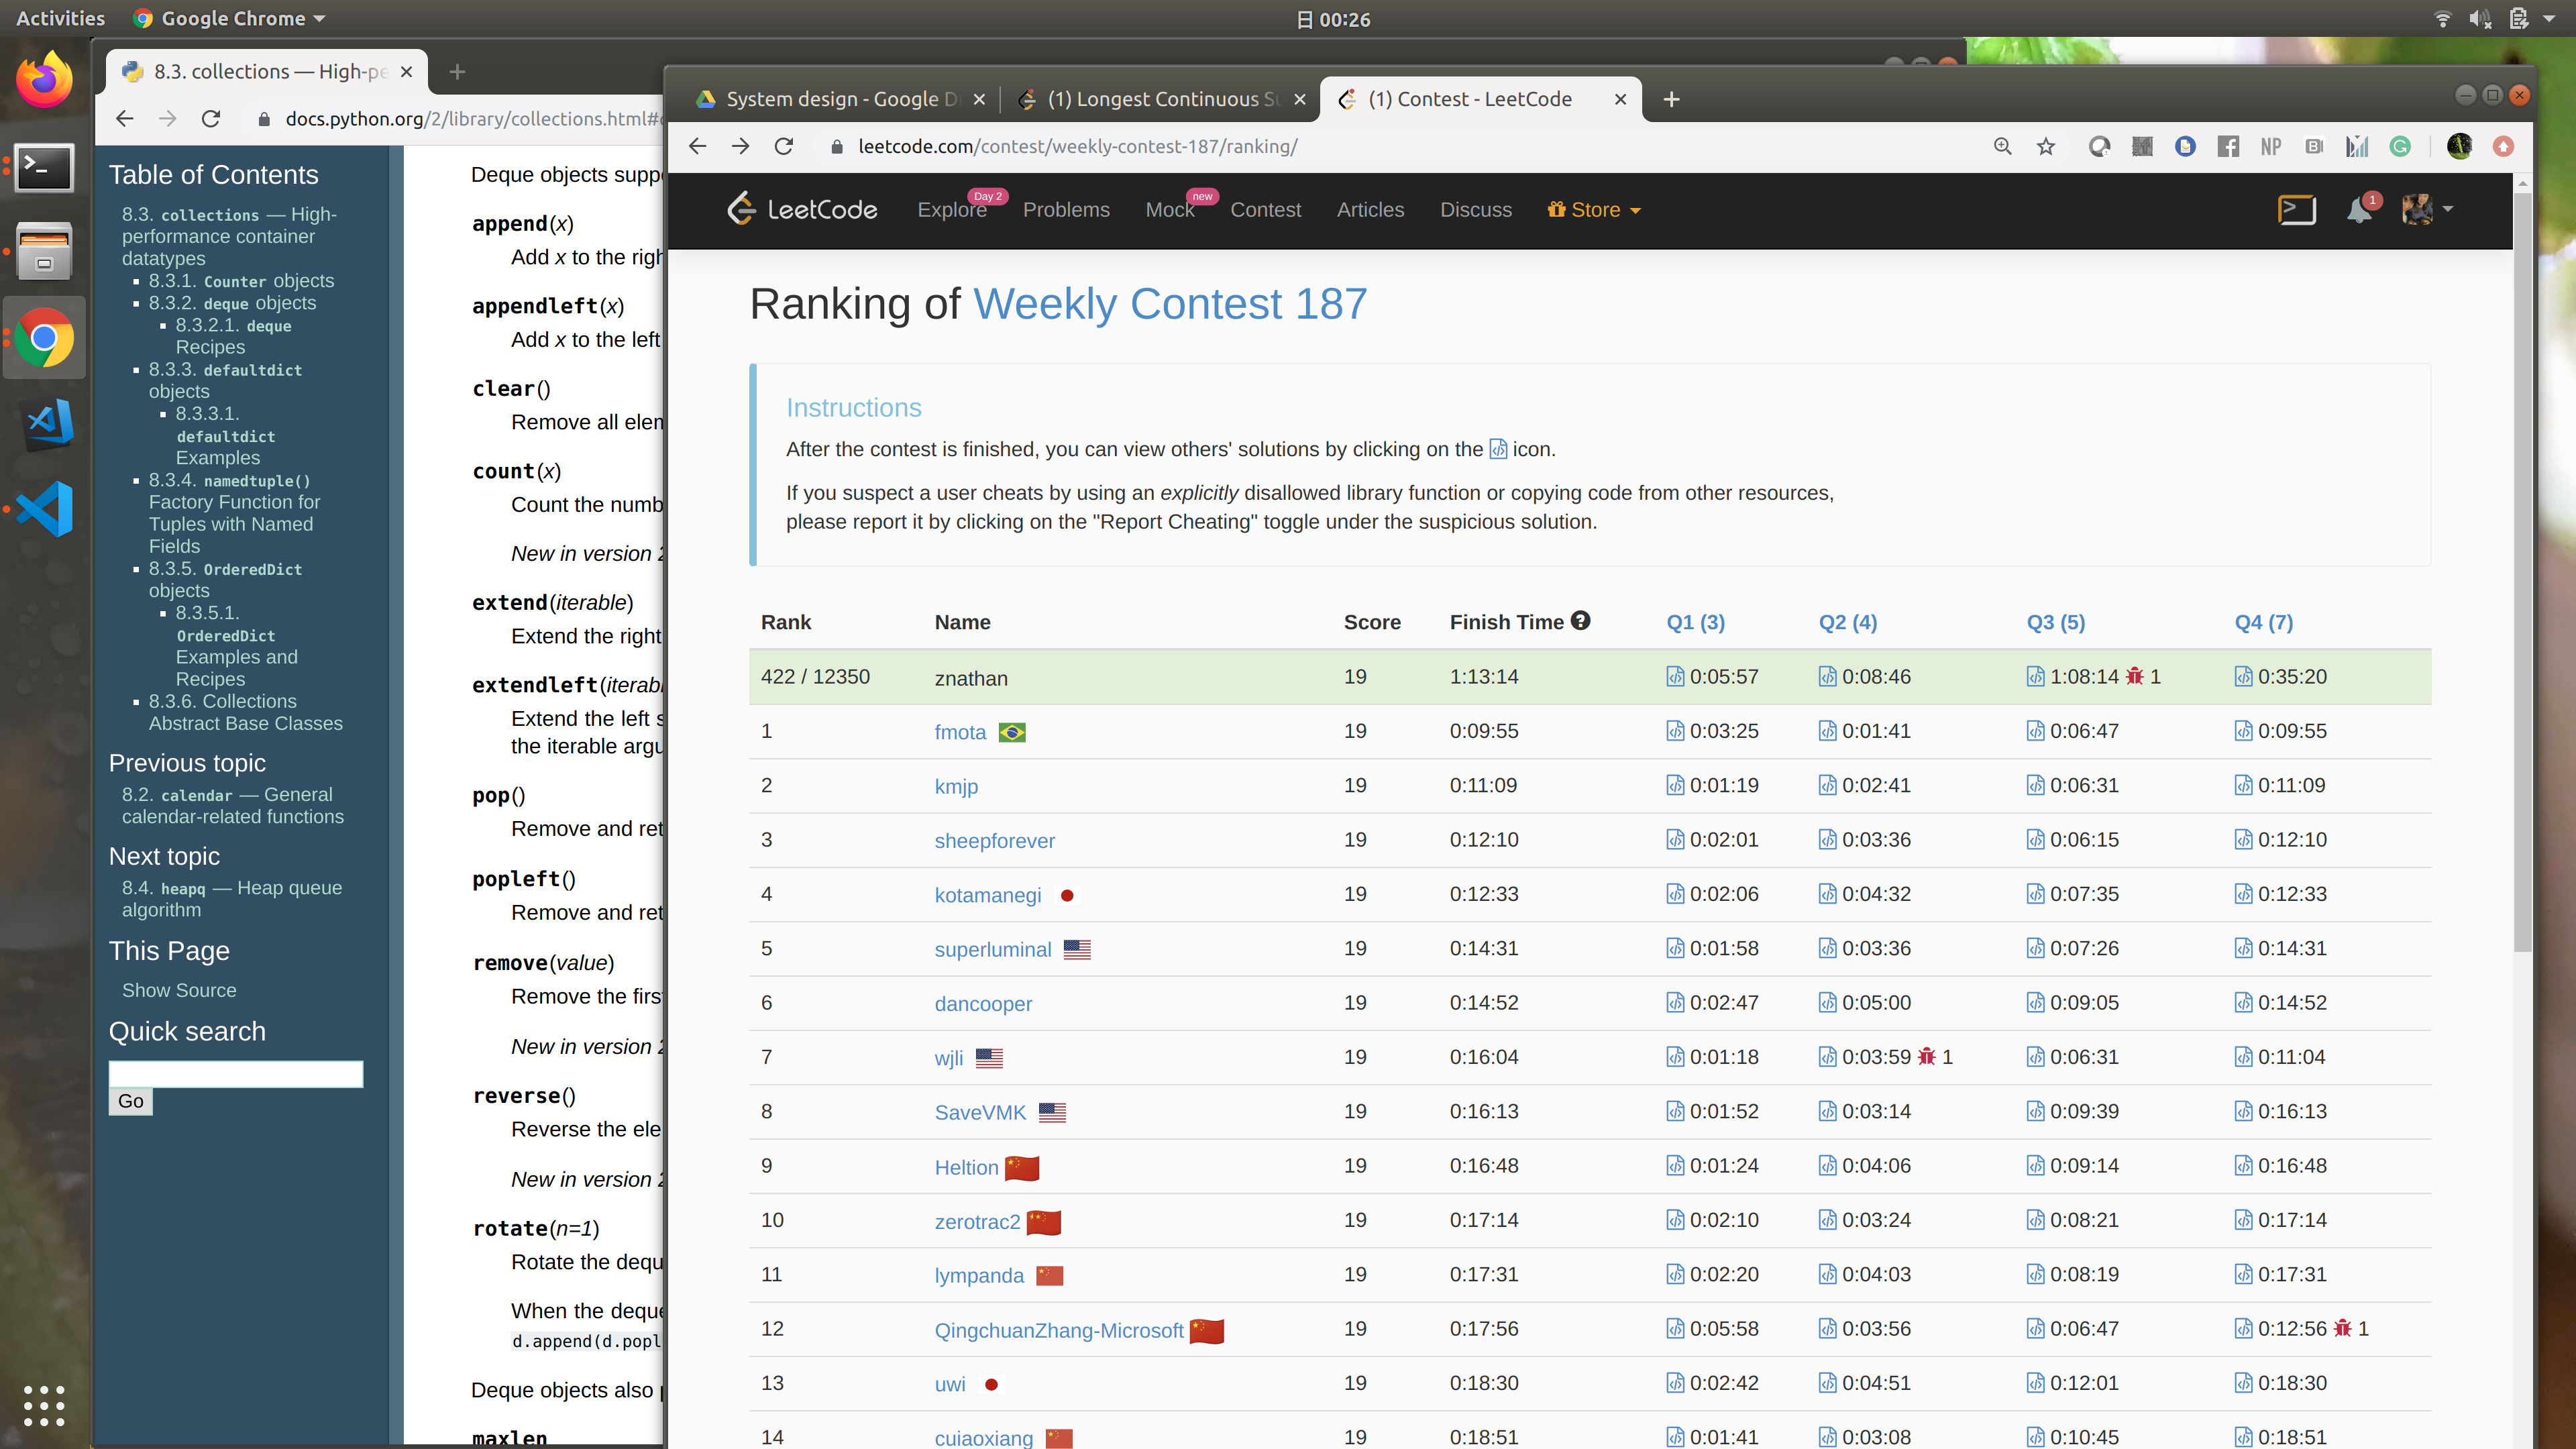 Activities
Google Chrome
日 00:26
8.3. collections — High-pe
docs.python.org/2/library/collections.html#
Table of Contents
8.3. collections — High-
performance container
datatypes
8.3.1. Counter objects
8.3.2. deque objects
8.3.2.1. deque
Recipes
8.3.3. defaultdict
objects
8.3.3.1.
defaultdict
Examples
8.3.4. namedtuple()
Factory Function for
Tuples with Named
Fields
8.3.5. OrderedDict
objects
8.3.5.1.
OrderedDict
Examples and
Recipes
8.3.6. Collections
Abstract Base Classes
Previous topic
8.2. calendar — General
calendar-related functions
Next topic
8.4. heapq — Heap queue
algorithm
This Page
Show Source
Quick search
Go
Deque objects supp
append(x)
Add x to the righ
appendleft(x)
Add x to the left
clear()
Remove all elem
count(x)
Count the numb
New in version 2
extend(iterable)
Extend the right
extendleft(iterabl
Extend the left s
the iterable argu
pop()
Remove and ret
popleft()
Remove and ret
remove(value)
Remove the first
New in version 2
reverse()
Reverse the ele
New in version 2
rotate(n=1)
Rotate the dequ
When the deque
d.append(d.popl
Deque objects also p
maxlen
System design - Google D
(1) Longest Continuous Su
(1) Contest - LeetCode
leetcode.com/contest/weekly-contest-187/ranking/
NP
LeetCode
Explore Day 2
Problems
Mock new
Contest
Articles
Discuss
Store
1
Ranking of Weekly Contest 187
Instructions
After the contest is finished, you can view others' solutions by clicking on the icon.
If you suspect a user cheats by using an explicitly disallowed library function or copying code from other resources,
please report it by clicking on the "Report Cheating" toggle under the suspicious solution.
Rank Name Score Finish Time Q1 (3) Q2 (4) Q3 (5) Q4 (7)
422 / 12350 znathan 19 1:13:14 0:05:57 0:08:46 1:08:14 1 0:35:20
1 fmota 19 0:09:55 0:03:25 0:01:41 0:06:47 0:09:55
2 kmjp 19 0:11:09 0:01:19 0:02:41 0:06:31 0:11:09
3 sheepforever 19 0:12:10 0:02:01 0:03:36 0:06:15 0:12:10
4 kotamanegi 19 0:12:33 0:02:06 0:04:32 0:07:35 0:12:33
5 superluminal 19 0:14:31 0:01:58 0:03:36 0:07:26 0:14:31
6 dancooper 19 0:14:52 0:02:47 0:05:00 0:09:05 0:14:52
7 wjli 19 0:16:04 0:01:18 0:03:59 1 0:06:31 0:11:04
8 SaveVMK 19 0:16:13 0:01:52 0:03:14 0:09:39 0:16:13
9 Heltion 19 0:16:48 0:01:24 0:04:06 0:09:14 0:16:48
10 zerotrac2 19 0:17:14 0:02:10 0:03:24 0:08:21 0:17:14
11 lympanda 19 0:17:31 0:02:20 0:04:03 0:08:19 0:17:31
12 QingchuanZhang-Microsoft 19 0:17:56 0:05:58 0:03:56 0:06:47 0:12:56 1
13 uwi 19 0:18:30 0:02:42 0:04:51 0:12:01 0:18:30
14 cuiaoxiang 19 0:18:51 0:01:41 0:03:08 0:10:45 0:18:51